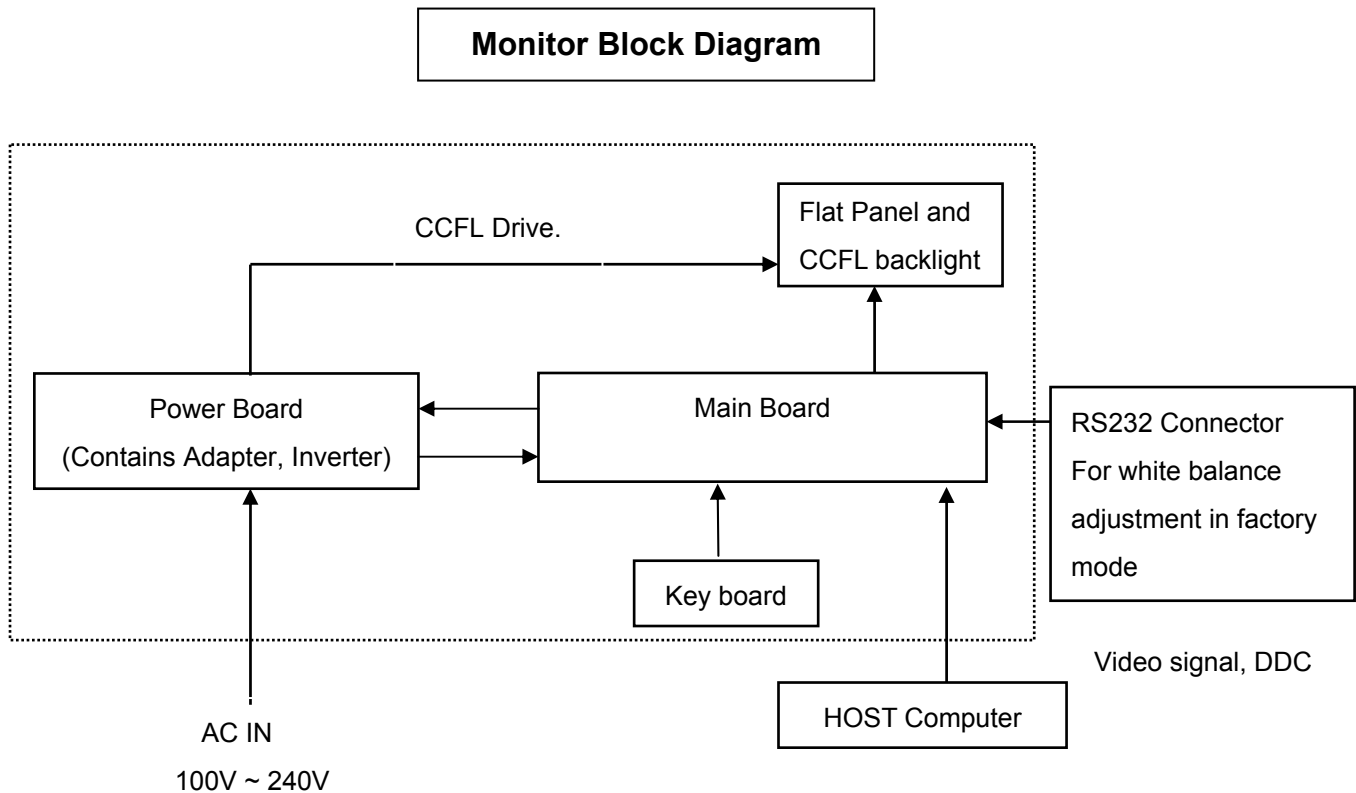 Monitor Block Diagram
CCFL Drive.
Flat Panel and
CCFL backlight
Power Board
(Contains Adapter, Inverter)
Main Board
RS232 Connector
For white balance
adjustment in factory
mode
Key board
Video signal, DDC
HOST Computer
AC IN
100V ~ 240V